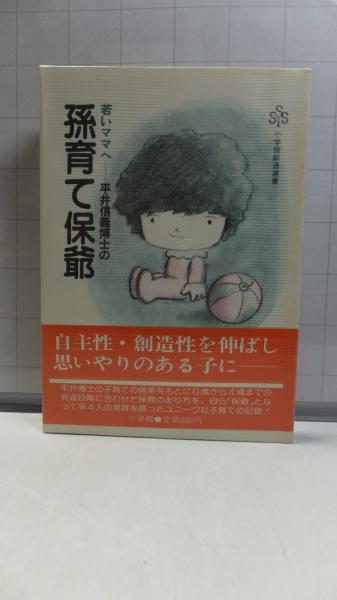 小学館創造選書
若いママへ――平井信義博士の
孫育て保爺
自主性・創造性を伸ばし
思いやりのある子に――
平井博士の子育ての信条をもとに0歳から4歳までの
発達段階に合わせた保育のあり方を、自ら「保爺」とな
って孫4人の発育を綴ったユニークな子育ての記録!
小学館●定価980円